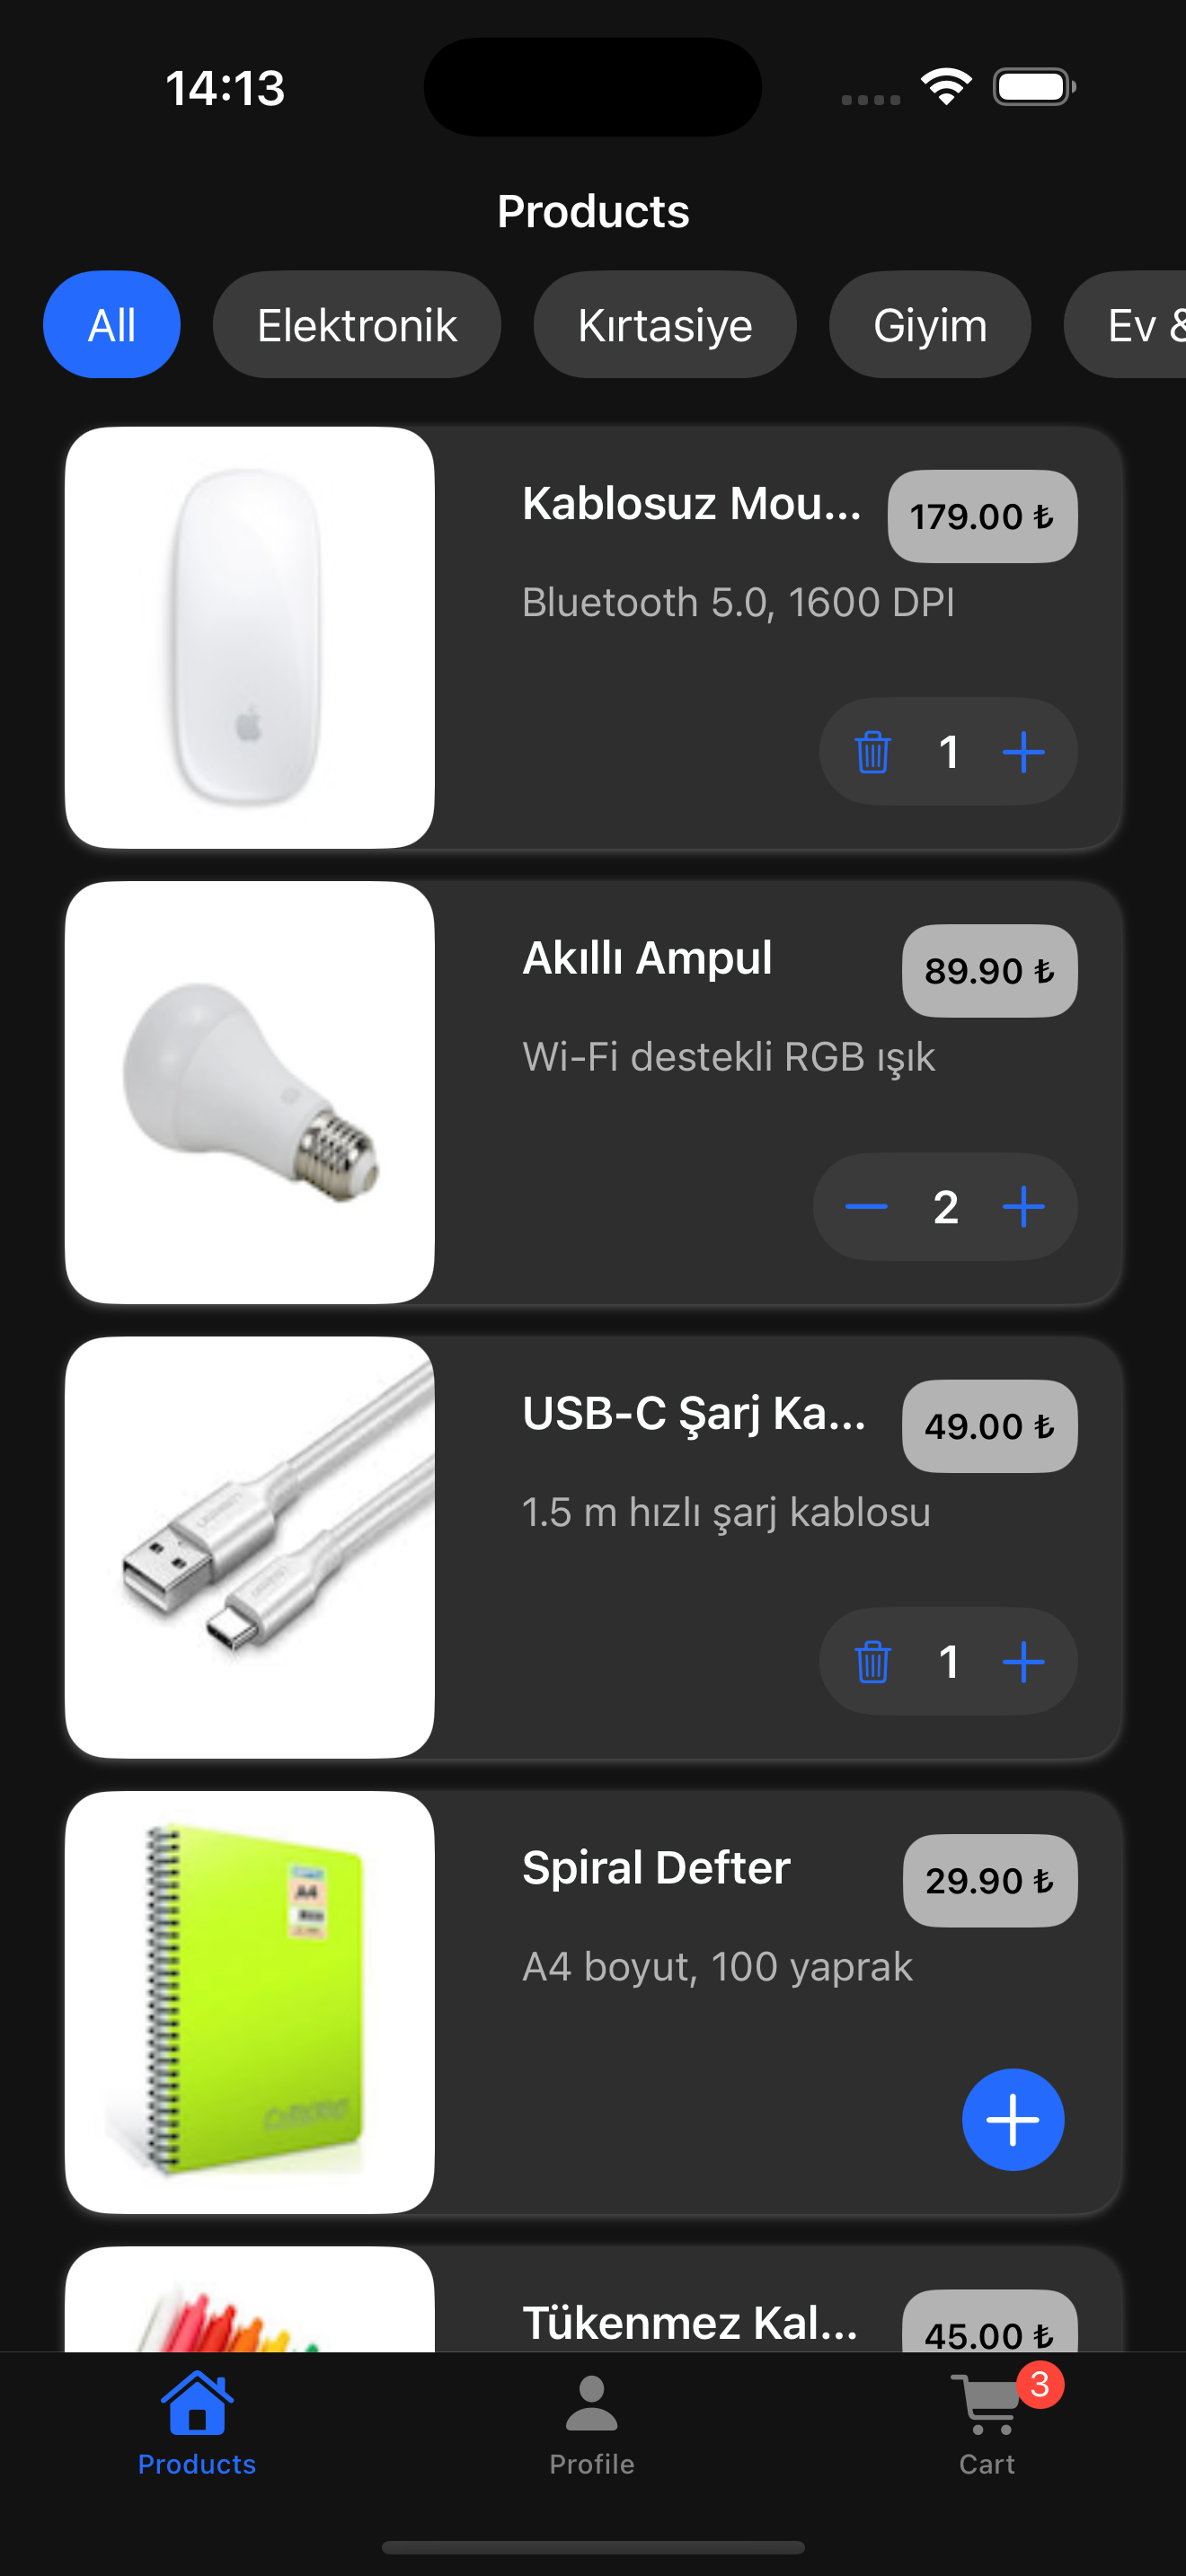 14:13
Products
All
Elektronik
Kırtasiye
Giyim
Ev &
Kablosuz Mou...
179.00 ₺
Bluetooth 5.0, 1600 DPI
1
Akıllı Ampul
89.90 ₺
Wi-Fi destekli RGB ışık
2
USB-C Şarj Ka...
49.00 ₺
1.5 m hızlı şarj kablosu
1
Spiral Defter
29.90 ₺
A4 boyut, 100 yaprak
A4
Tükenmez Kal...
45.00 ₺
3
Products
Profile
Cart